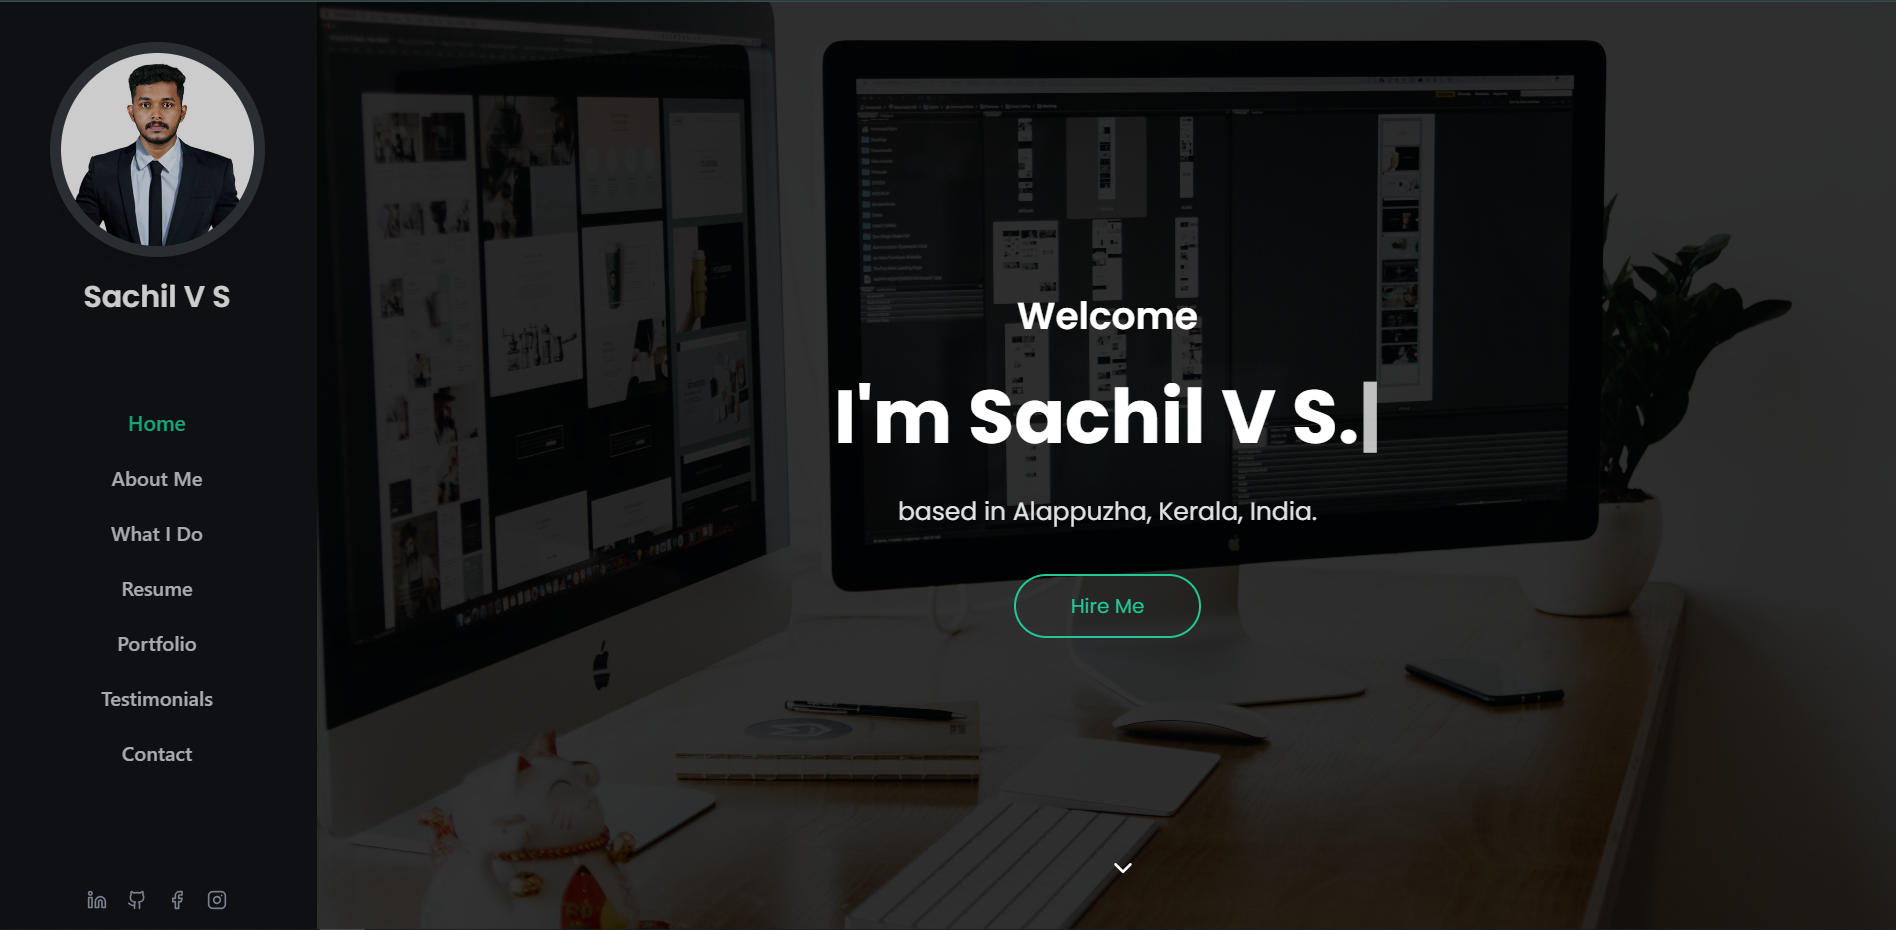 Sachil V S
Home
About Me
What I Do
Resume
Portfolio
Testimonials
Contact
Welcome
I'm Sachil V S.
based in Alappuzha, Kerala, India.
Hire Me